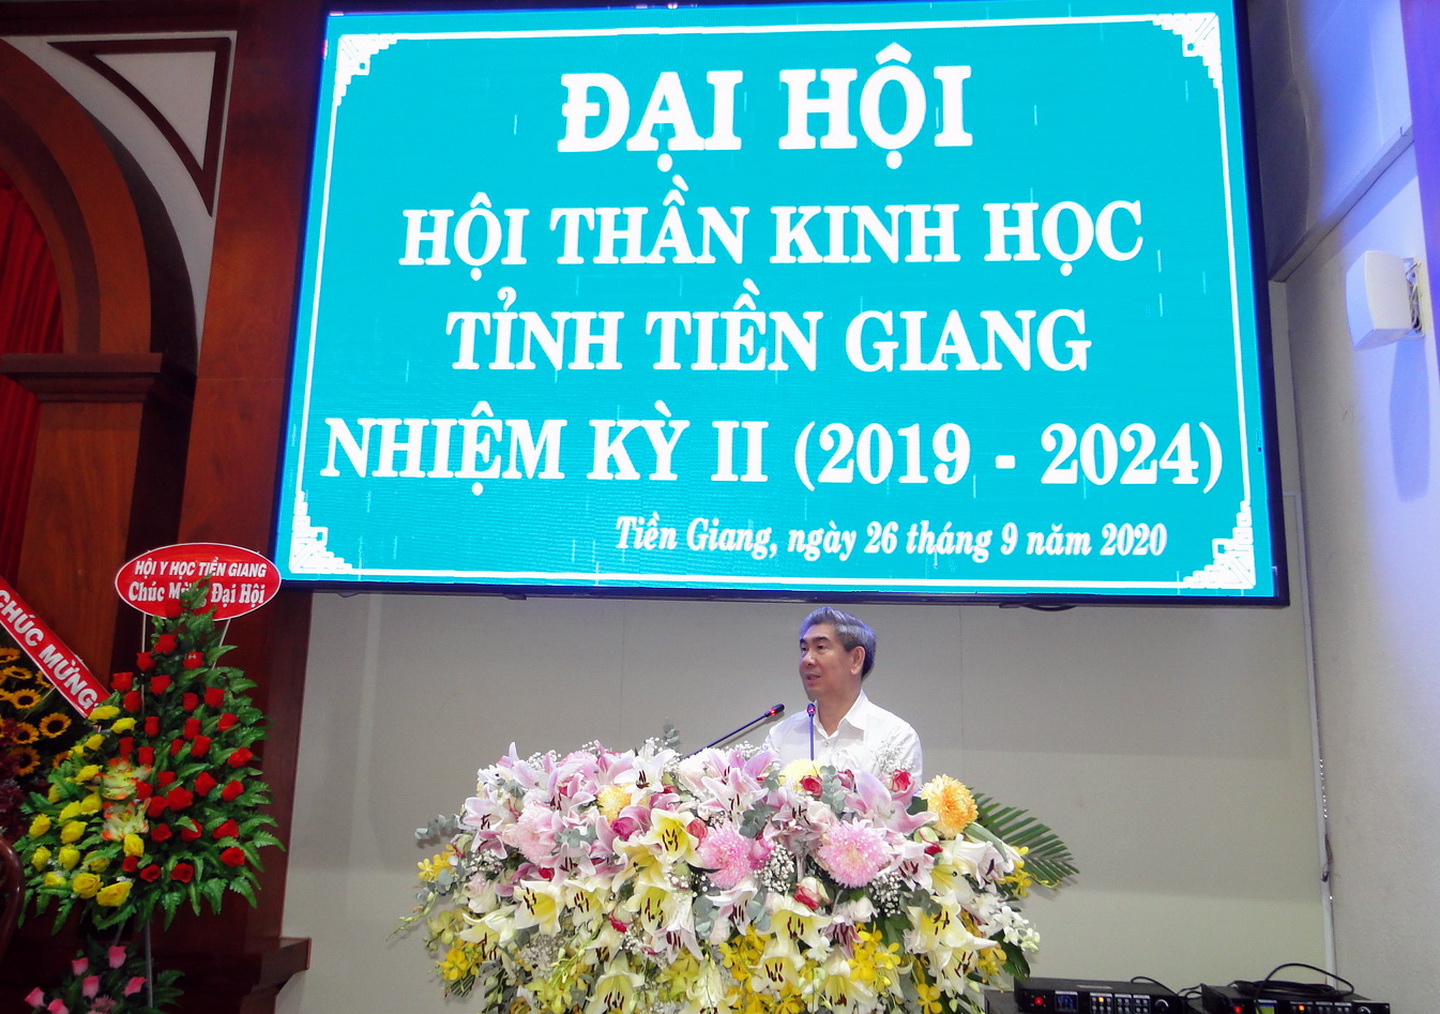 ĐẠI HỘI
HỘI THẦN KINH HỌC
TỈNH TIỀN GIANG
NHIỆM KỲ II (2019 - 2024)
Tiền Giang, ngày 26 tháng 9 năm 2020
HỘI Y HỌC TIỀN GIANG
Chúc Mừng Đại Hội
CHÚC MỪNG